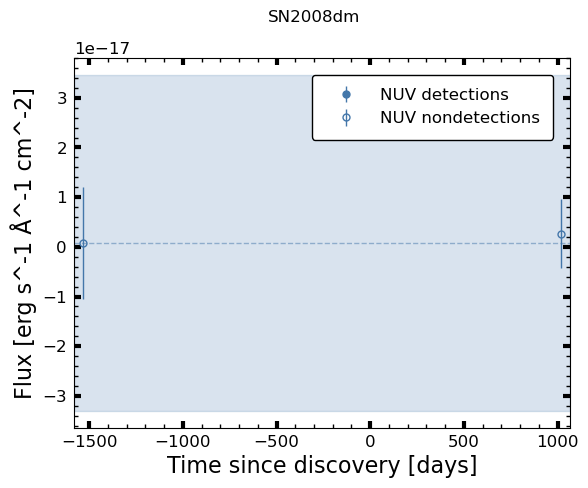 SN2008dm
1e−17
NUV detections
NUV nondetections
3
2
1
0
−1
−2
−3
Flux [erg s^-1 Å^-1 cm^-2]
−1500 −1000 −500 0 500 1000
Time since discovery [days]